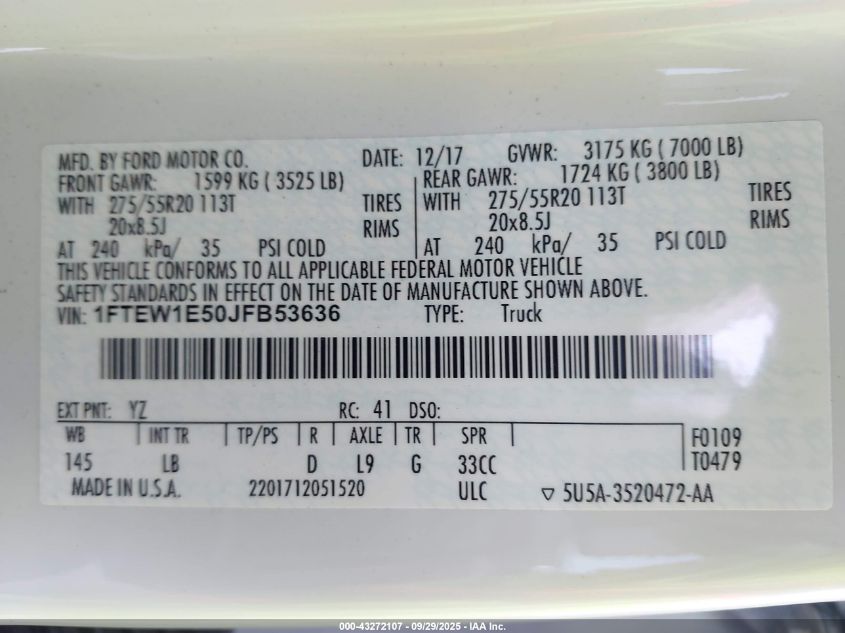 MFD. BY FORD MOTOR CO. DATE: 12/17 GVWR: 3175 KG ( 7000 LB)
FRONT GAWR: 1599 KG ( 3525 LB) REAR GAWR: 1724 KG ( 3800 LB)
WITH 275/55R20 113T TIRES WITH 275/55R20 113T TIRES
20x8.5J RIMS 20x8.5J RIMS
AT 240 kPa/ 35 PSI COLD AT 240 kPa/ 35 PSI COLD
THIS VEHICLE CONFORMS TO ALL APPLICABLE FEDERAL MOTOR VEHICLE
SAFETY STANDARDS IN EFFECT ON THE DATE OF MANUFACTURE SHOWN ABOVE.
VIN: 1FTEW1E50JFB53636 TYPE: Truck
EXT PNT: YZ RC: 41 DSO:
WB INT TR TP/PS R AXLE TR SPR F0109
145 LB D L9 G 33CC T0479
MADE IN U.S.A. 2201712051520 ULC ▽ 5U5A-3520472-AA
000-43272107 - 09/29/2025 - IAA Inc.